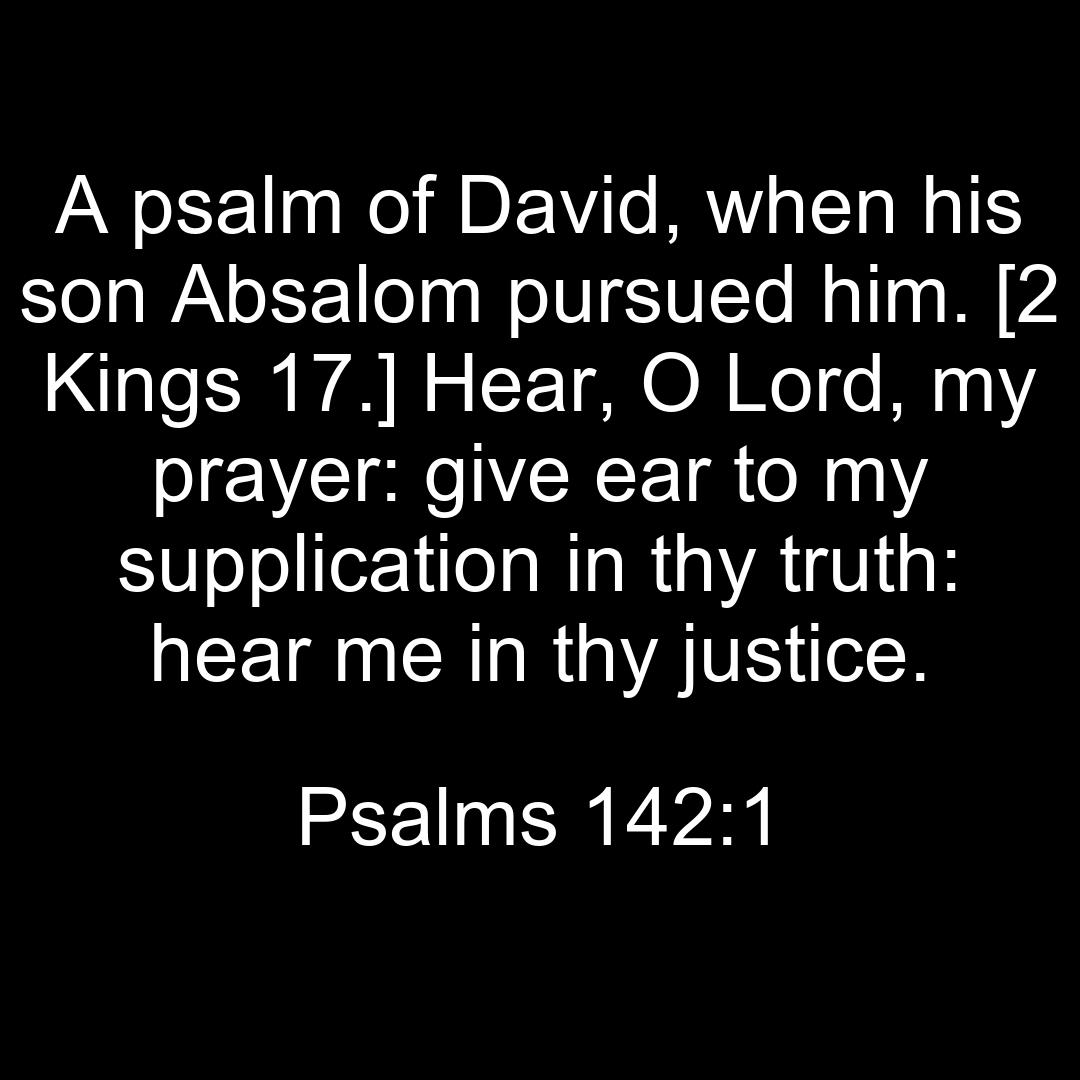 A psalm of David, when his
son Absalom pursued him. [2
Kings 17.] Hear, O Lord, my
prayer: give ear to my
supplication in thy truth:
hear me in thy justice.
Psalms 142:1